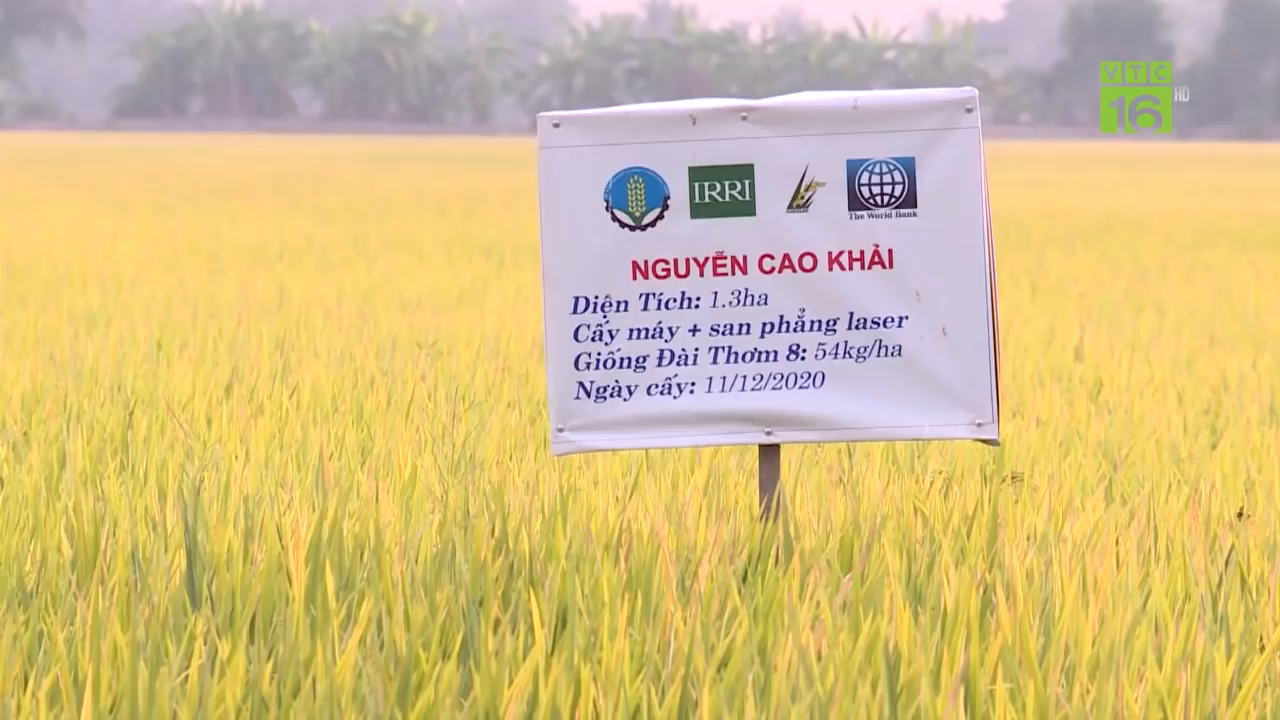 VTC
16 HD
IRRI
The World Bank
NGUYỄN CAO KHẢI
Diện Tích: 1.3ha
Cấy máy + san phẳng laser
Giống Đài Thơm 8: 54kg/ha
Ngày cấy: 11/12/2020